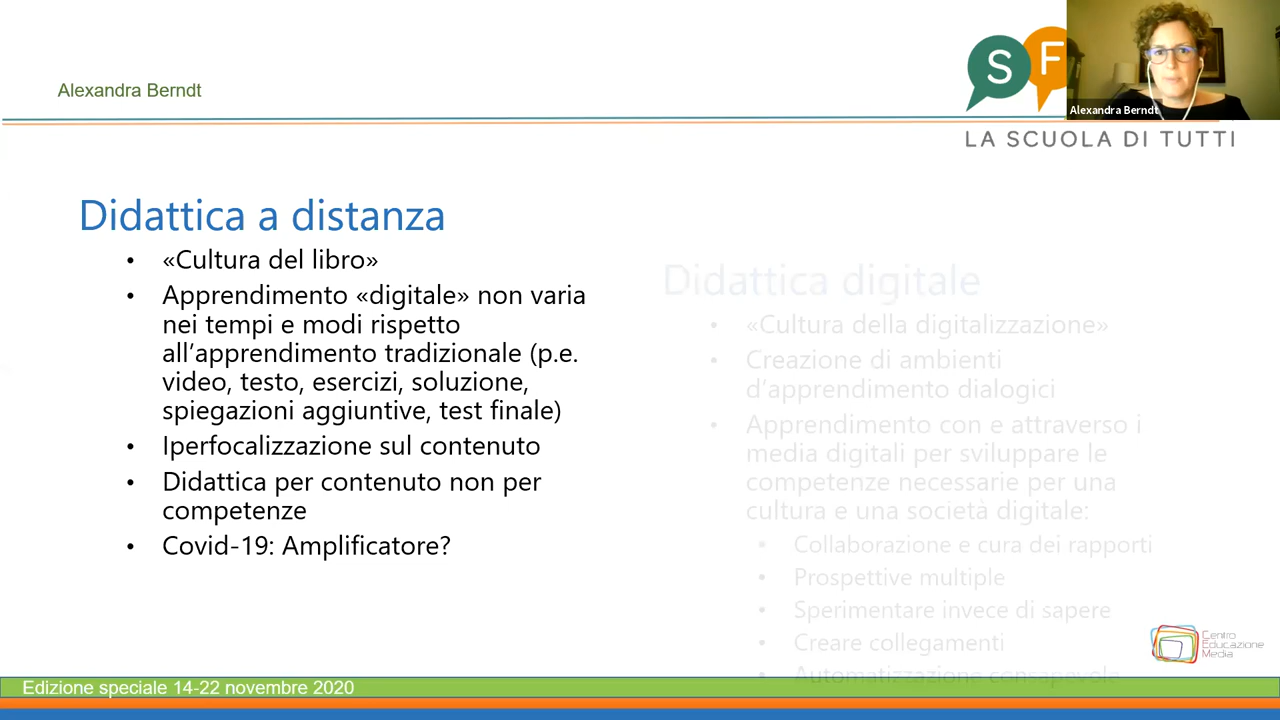 Alexandra Berndt
S F
Alexandra Berndt
LA SCUOLA DI TUTTI
Didattica a distanza
• «Cultura del libro»
• Apprendimento «digitale» non varia
nei tempi e modi rispetto
all'apprendimento tradizionale (p.e.
video, testo, esercizi, soluzione,
spiegazioni aggiuntive, test finale)
• Iperfocalizzazione sul contenuto
• Didattica per contenuto non per
competenze
• Covid-19: Amplificatore?
Didattica digitale
• «Cultura della digitalizzazione»
• Creazione di ambienti
d'apprendimento dialogici
• Apprendimento con e attraverso i
media digitali per sviluppare le
competenze necessarie per una
cultura e una società digitale:
• Collaborazione e cura dei rapporti
• Prospettive multiple
• Sperimentare invece di sapere
• Creare collegamenti
• Automatizzazione consapevole
Centro
Educazione
Media
Edizione speciale 14-22 novembre 2020